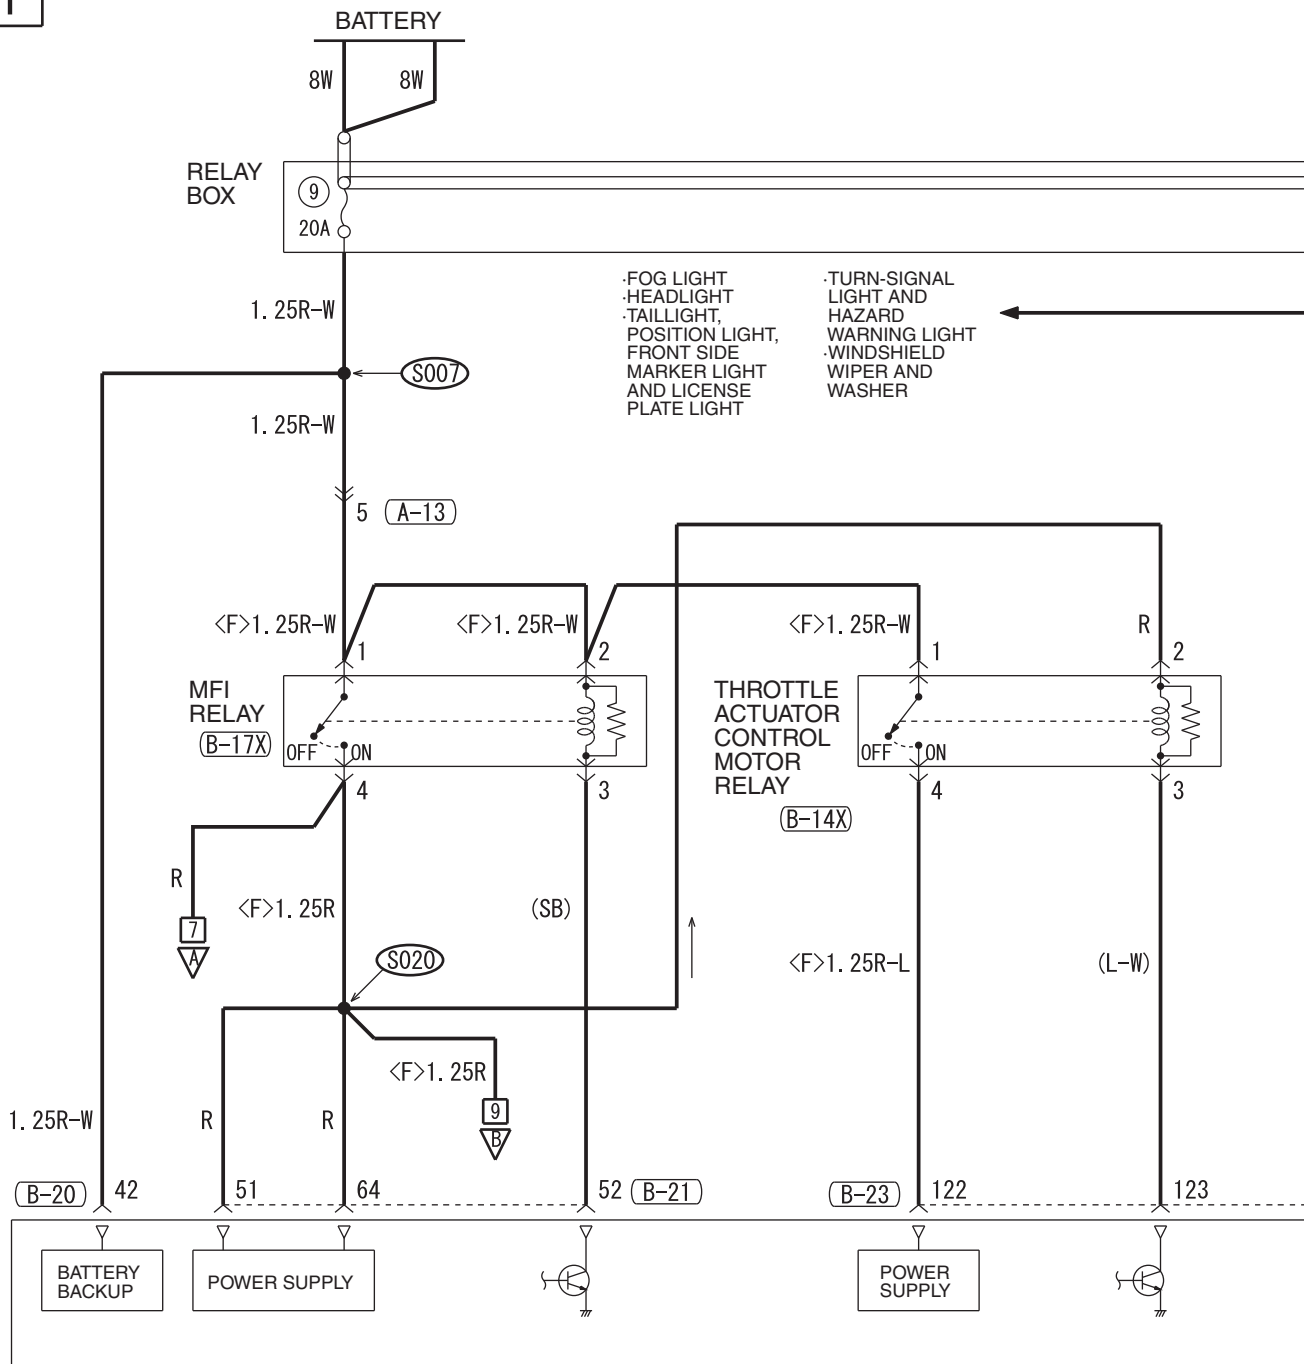 BATTERY
8W
8W
RELAY
BOX
9
20A
1.25R-W
·FOG LIGHT
·HEADLIGHT
·TAILLIGHT,
POSITION LIGHT,
FRONT SIDE
MARKER LIGHT
AND LICENSE
PLATE LIGHT
·TURN-SIGNAL
LIGHT AND
HAZARD
WARNING LIGHT
·WINDSHIELD
WIPER AND
WASHER
S007
1.25R-W
5
A-13
<F>1.25R-W
<F>1.25R-W
<F>1.25R-W
R
1
2
1
2
MFI
RELAY
B-17X
OFF
ON
THROTTLE
ACTUATOR
CONTROL
MOTOR
RELAY
B-14X
OFF
ON
4
3
4
3
R
<F>1.25R
(SB)
7
A
S020
<F>1.25R-L
(L-W)
<F>1.25R
9
B
1.25R-W
R
R
B-20
42
51
64
52
B-21
B-23
122
123
BATTERY
BACKUP
POWER SUPPLY
POWER
SUPPLY